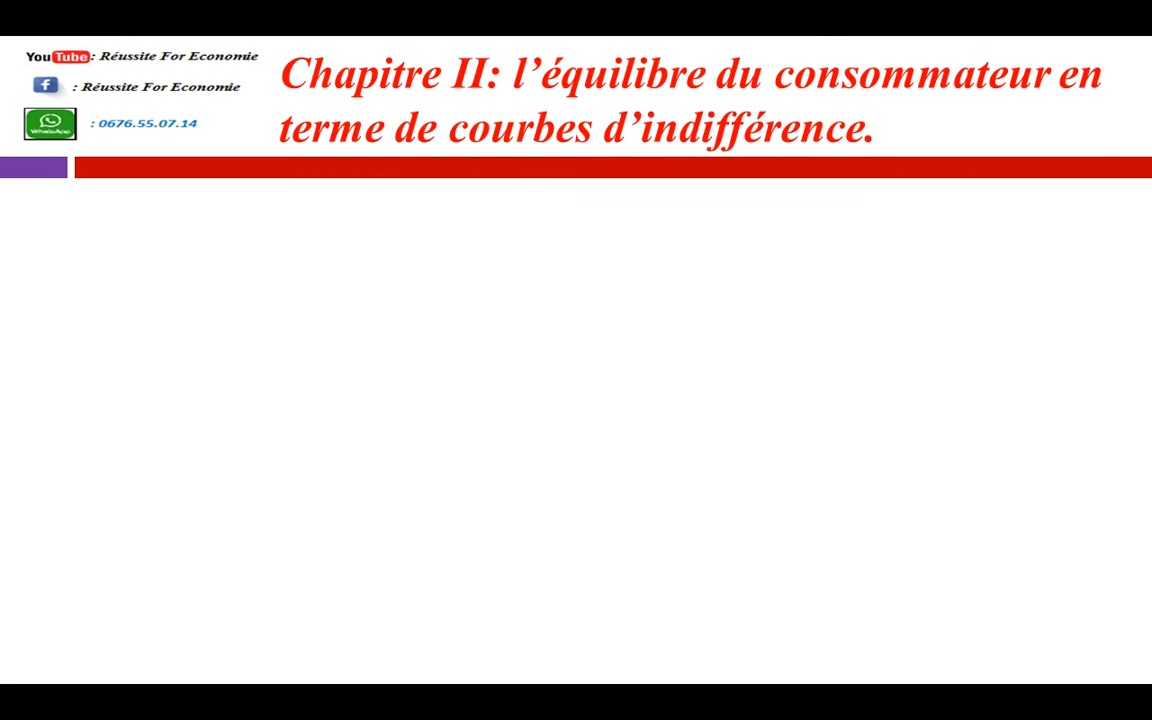 YouTube : Réussite For Economie
f : Réussite For Economie
WhatsApp : 0676.55.07.14
Chapitre II: l’équilibre du consommateur en
terme de courbes d’indifférence.